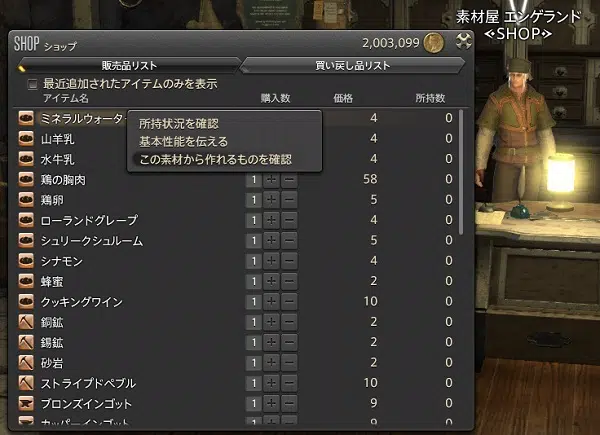 素材屋 エンゲランド
<SHOP>
SHOP ショップ 2,003,099
販売品リスト 買い戻し品リスト
最近追加されたアイテムのみを表示
アイテム名 購入数 価格 所持数
ミネラルウォータ 4 0
所持状況を確認
基本性能を伝える
この素材から作れるものを確認
山羊乳 4 0
水牛乳 4 0
鶏の胸肉 1 + − 58 0
鶏卵 1 + − 5 0
ローランドグレープ 1 + − 4 0
シュリークシュルーム 1 + − 5 0
シナモン 1 + − 4 0
蜂蜜 1 + − 2 0
クッキングワイン 1 + − 10 0
銅鉱 1 + − 2 0
錫鉱 1 + − 2 0
砂岩 1 + − 2 0
ストライプドペブル 1 + − 10 0
ブロンズインゴット 1 + − 9 0
カッパーインゴット 1 + − 9 0